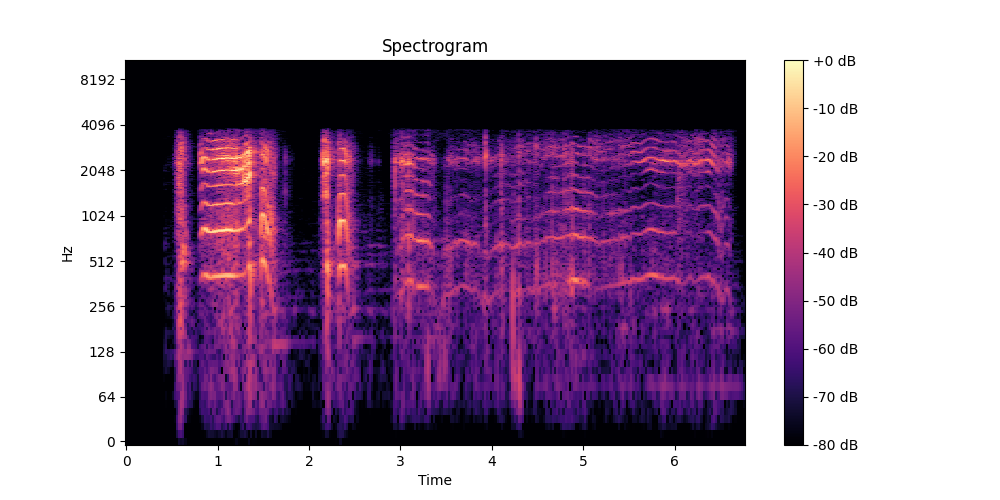 Spectrogram
8192
4096
2048
1024
512
256
128
64
0
Hz
0 1 2 3 4 5 6
Time
+0 dB
-10 dB
-20 dB
-30 dB
-40 dB
-50 dB
-60 dB
-70 dB
-80 dB